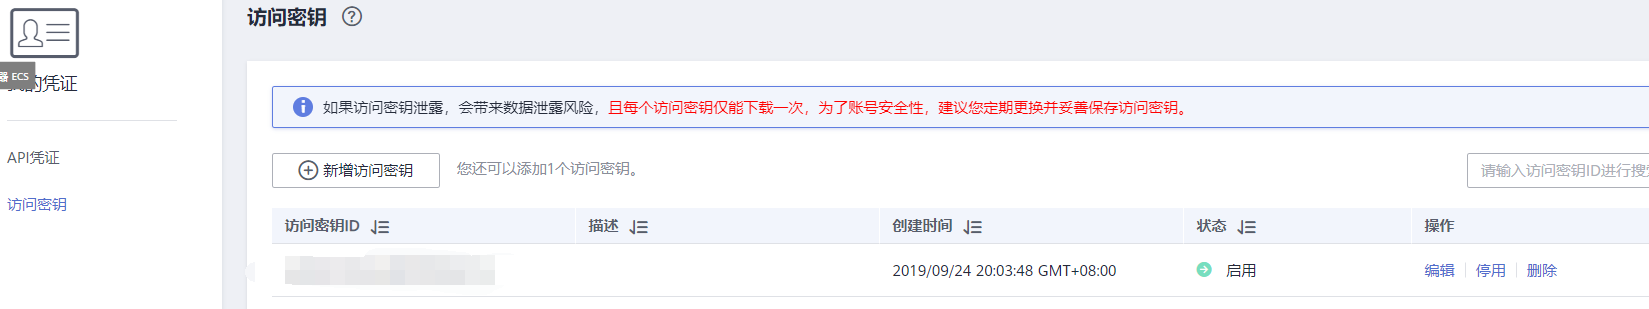 访问密钥 ?
器 ECS
我的凭证
如果访问密钥泄露，会带来数据泄露风险，且每个访问密钥仅能下载一次，为了账号安全性，建议您定期更换并妥善保存访问密钥。
API凭证
新增访问密钥 您还可以添加1个访问密钥。 请输入访问密钥ID进行搜索
访问密钥
访问密钥ID 描述 创建时间 状态 操作
2019/09/24 20:03:48 GMT+08:00 启用 编辑 停用 删除